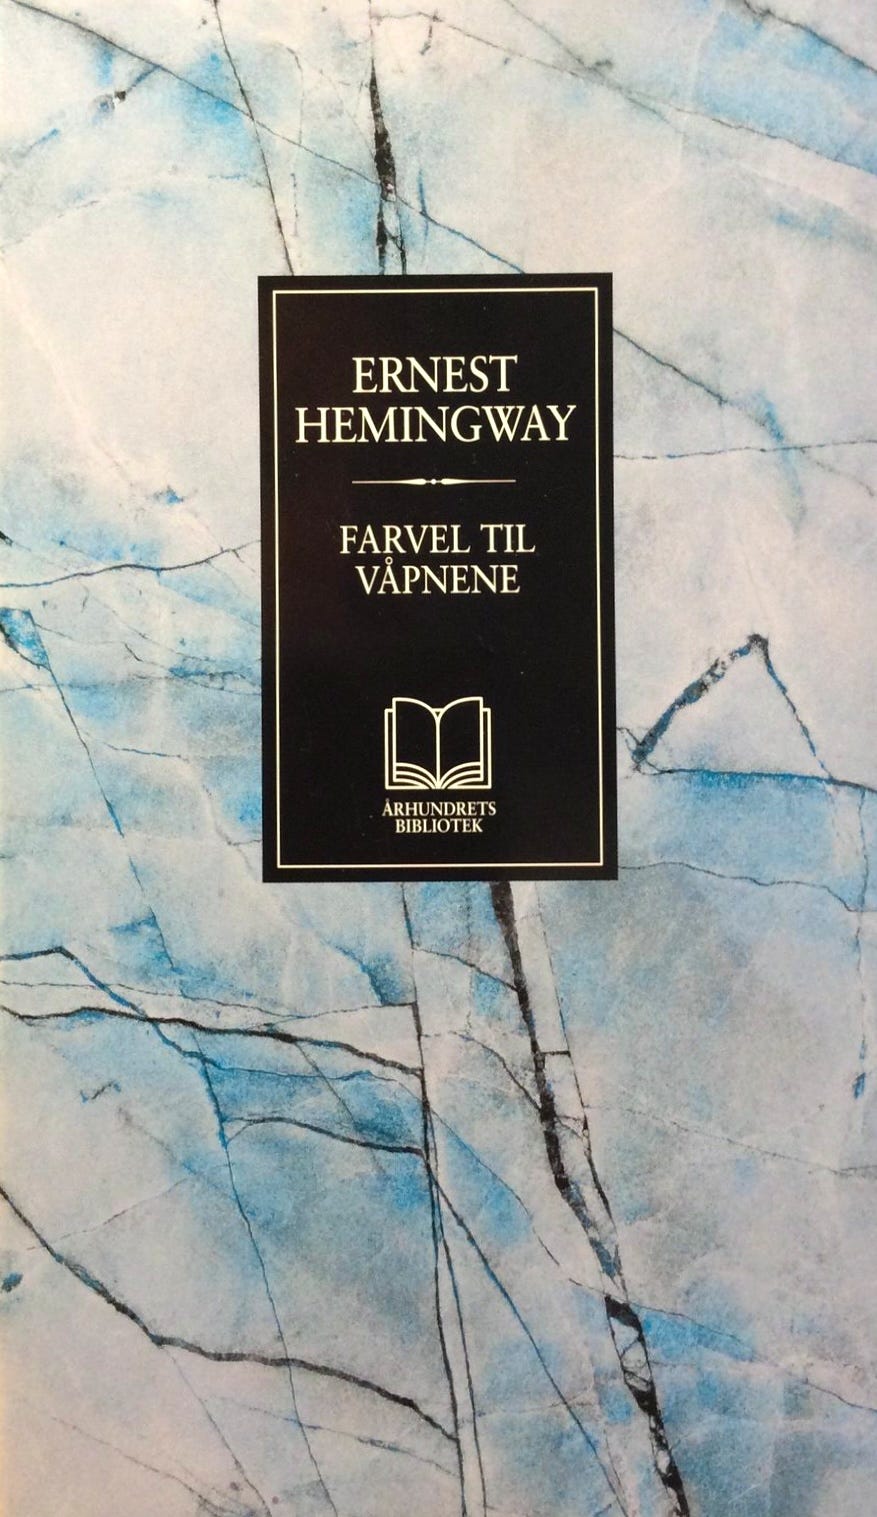 ERNEST
HEMINGWAY
FARVEL TIL
VÅPNENE
ÅRHUNDRETS
BIBLIOTEK